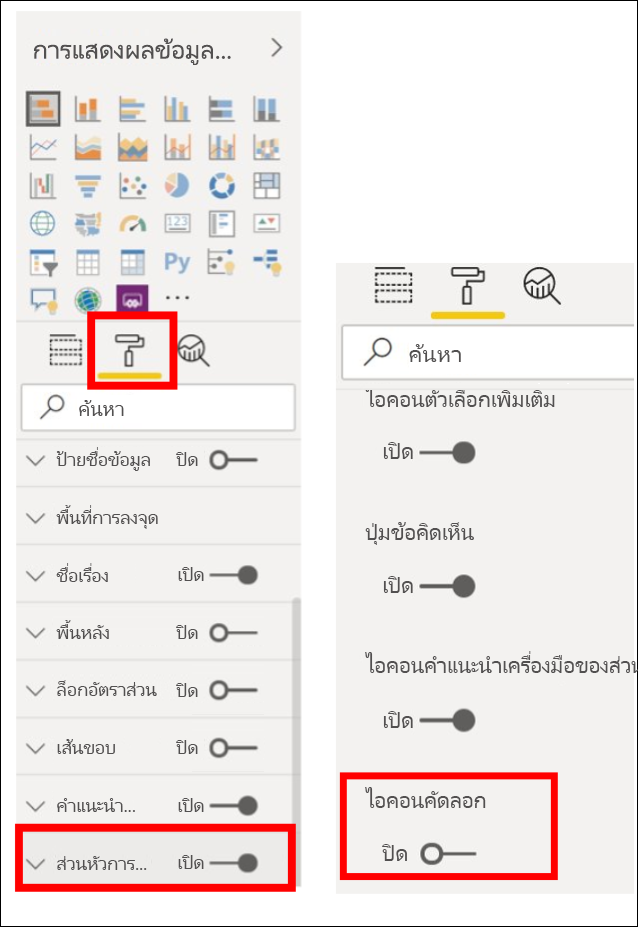 การแสดงผลข้อมูล...
123
Py
ค้นหา
ป้ายชื่อข้อมูล ปิด
พื้นที่การลงจุด
ชื่อเรื่อง เปิด
พื้นหลัง ปิด
ล็อกอัตราส่วน ปิด
เส้นขอบ ปิด
คำแนะนำ... เปิด
ส่วนหัวการ... เปิด
ค้นหา
ไอคอนตัวเลือกเพิ่มเติม
เปิด
ปุ่มข้อคิดเห็น
เปิด
ไอคอนคำแนะนำเครื่องมือของส่วน
เปิด
ไอคอนคัดลอก
ปิด